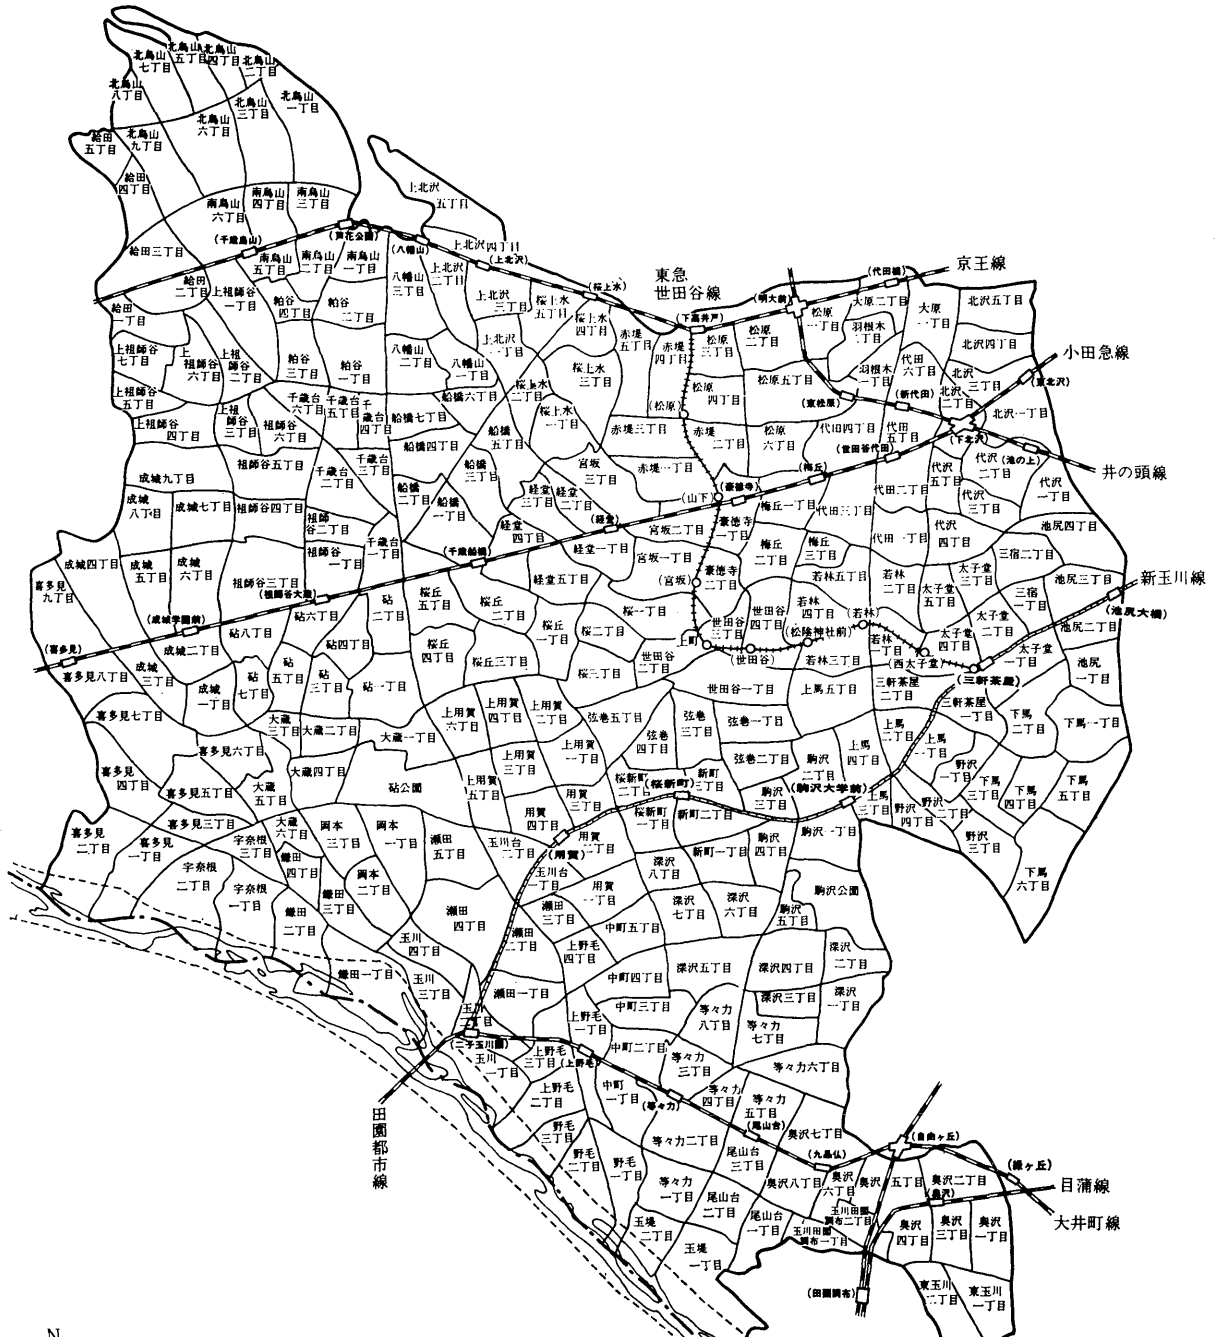 北烏山
七丁目
北烏山
五丁目
北烏山
四丁目
北烏山
二丁目
北烏山
八丁目
北烏山
三丁目
北烏山
一丁目
北烏山
六丁目
北烏山
九丁目
給田
五丁目
給田
四丁目
南烏山
六丁目
南烏山
四丁目
南烏山
三丁目
上北沢
五丁目
給田三丁目
(千歳烏山)
(芦花公園)
(八幡山)
上北沢四丁目
(上北沢)
南烏山
五丁目
南烏山
二丁目
南烏山
一丁目
八幡山
三丁目
上北沢
二丁目
上北沢
三丁目
(桜上水)
桜上水
五丁目
桜上水
四丁目
東急
世田谷線
(下高井戸)
(明大前)
(代田橋)
京王線
給田
二丁目
給田
一丁目
上祖師谷
一丁目
粕谷
四丁目
粕谷
二丁目
赤堤
五丁目
赤堤
四丁目
松原
三丁目
松原
二丁目
松原
一丁目
大原二丁目
大原
一丁目
羽根木
二丁目
北沢五丁目
北沢四丁目
小田急線
上祖師谷
七丁目
上
祖師谷
六丁目
上祖
師谷
二丁目
粕谷
三丁目
粕谷
一丁目
八幡山
二丁目
八幡山
一丁目
上北沢
一丁目
桜上水
三丁目
桜上水
二丁目
桜上水
一丁目
代田
六丁目
羽根木
一丁目
北沢
三丁目
(東北沢)
北沢
二丁目
北沢一丁目
上祖師谷
五丁目
上祖師谷
四丁目
上祖
師谷
三丁目
祖師谷
六丁目
千歳台
六丁目
千歳台
五丁目
千
歳台
四丁目
船橋七丁目
船橋六丁目
船橋
五丁目
松原
四丁目
松原五丁目
(松原)
(東松原)
(新代田)
赤堤三丁目
赤堤
二丁目
松原
六丁目
代田四丁目
代田
五丁目
(下北沢)
(世田谷代田)
(池の上)
井の頭線
成城九丁目
祖師谷五丁目
千歳台
二丁目
千歳台
三丁目
船橋四丁目
船橋
三丁目
宮坂
三丁目
赤堤一丁目
(梅丘)
代沢
五丁目
代沢
二丁目
代沢
一丁目
成城
八丁目
成城七丁目
祖師谷四丁目
祖師
谷二丁目
船橋
二丁目
船橋
一丁目
経堂
三丁目
経堂
二丁目
経堂
四丁目
(経堂)
(山下)
(豪徳寺)
豪徳寺
一丁目
梅丘一丁目
代田三丁目
代田二丁目
代沢
三丁目
代沢
四丁目
池尻四丁目
成城四丁目
成城
五丁目
成城
六丁目
祖師谷
一丁目
祖師谷三丁目
千歳台
一丁目
(千歳船橋)
経堂一丁目
経堂五丁目
宮坂二丁目
宮坂一丁目
(宮坂)
豪徳寺
二丁目
梅丘
二丁目
梅丘
三丁目
代田一丁目
三宿二丁目
池尻三丁目
新玉川線
喜多見
九丁目
(祖師谷大蔵)
砧六丁目
砧
二丁目
桜丘
五丁目
桜丘
二丁目
桜丘
一丁目
桜一丁目
若林五丁目
若林
二丁目
太子堂
五丁目
太子堂
三丁目
三宿
一丁目
(池尻大橋)
(成城学園前)
砧八丁目
砧四丁目
桜丘
四丁目
桜二丁目
世田谷
三丁目
世田谷
四丁目
若林
四丁目
(若林)
(松陰神社前)
若林
一丁目
太子堂
四丁目
太子堂
二丁目
太子堂
一丁目
池尻二丁目
(喜多見)
喜多見八丁目
成城二丁目
成城
三丁目
成城
一丁目
砧
七丁目
砧
五丁目
砧
三丁目
砧一丁目
桜丘三丁目
桜三丁目
世田谷
二丁目
上町
(世田谷)
若林三丁目
(西太子堂)
(三軒茶屋)
池尻
一丁目
喜多見七丁目
大蔵
三丁目
大蔵二丁目
大蔵一丁目
上用賀
六丁目
上用賀
四丁目
上用賀
二丁目
世田谷一丁目
上馬五丁目
三軒茶屋
二丁目
三軒茶屋
一丁目
下馬
二丁目
下馬一丁目
喜多見六丁目
弦巻五丁目
弦巻
四丁目
弦巻
三丁目
弦巻一丁目
上馬
二丁目
上馬
一丁目
喜多見
四丁目
喜多見五丁目
大蔵四丁目
大蔵
五丁目
砧公園
上用賀
五丁目
上用賀
三丁目
上用賀
一丁目
桜新町
二丁目
(桜新町)
新町
三丁目
弦巻二丁目
駒沢
二丁目
上馬
四丁目
野沢
一丁目
下馬
三丁目
下馬
四丁目
下馬
五丁目
喜多見
二丁目
喜多見三丁目
喜多見
一丁目
宇奈根
三丁目
大蔵
六丁目
岡本
三丁目
岡本
一丁目
瀬田
五丁目
用賀
四丁目
用賀
三丁目
桜新町
一丁目
新町二丁目
駒沢
三丁目
(駒沢大学前)
上馬
三丁目
野沢
四丁目
野沢
二丁目
野沢
三丁目
宇奈根
二丁目
宇奈根
一丁目
鎌田
四丁目
鎌田
三丁目
岡本
二丁目
玉川台
二丁目
(用賀)
用賀
二丁目
新町一丁目
駒沢
四丁目
駒沢一丁目
下馬
六丁目
鎌田
二丁目
瀬田
四丁目
玉川台
一丁目
用賀
一丁目
深沢
八丁目
深沢
七丁目
深沢
六丁目
駒沢公園
駒沢
五丁目
玉川
四丁目
瀬田
二丁目
瀬田
三丁目
上野毛
四丁目
中町五丁目
鎌田一丁目
玉川
三丁目
瀬田一丁目
中町四丁目
深沢五丁目
深沢四丁目
深沢
二丁目
玉川
二丁目
(二子玉川園)
玉川
一丁目
上野毛
一丁目
中町三丁目
中町二丁目
等々力
八丁目
深沢三丁目
深沢
一丁目
等々力
七丁目
上野毛
三丁目
(上野毛)
上野毛
二丁目
中町
一丁目
等々力
三丁目
等々力六丁目
等々力
四丁目
等々力
五丁目
(等々力)
(尾山台)
田園都市線
野毛
三丁目
野毛
二丁目
野毛
一丁目
等々力二丁目
等々力
一丁目
尾山台
三丁目
奥沢七丁目
(九品仏)
(自由ヶ丘)
(緑ヶ丘)
奥沢八丁目
奥沢
六丁目
奥沢
五丁目
奥沢二丁目
(奥沢)
目蒲線
大井町線
玉堤
二丁目
玉堤
一丁目
尾山台
二丁目
尾山台
一丁目
玉川田園
調布二丁目
玉川田園
調布一丁目
奥沢
四丁目
奥沢
三丁目
奥沢
一丁目
(田園調布)
東玉川
二丁目
東玉川
一丁目
N